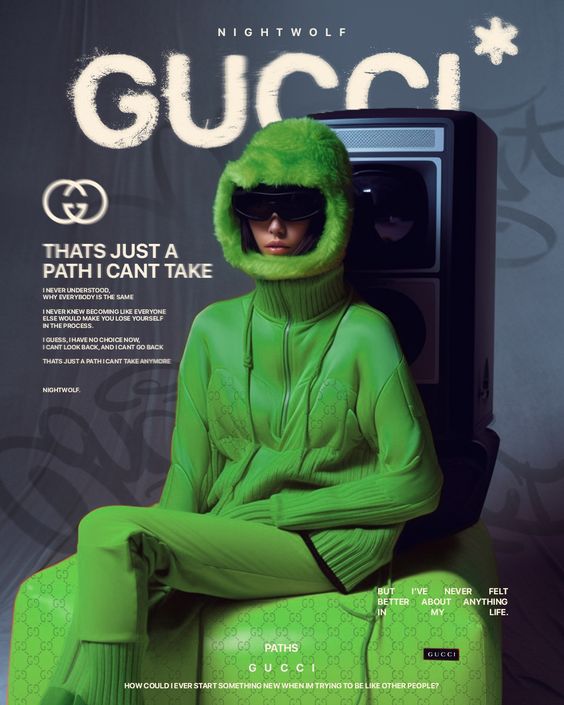 NIGHTWOLF
GUCCI*
THATS JUST A
PATH I CANT TAKE
I NEVER UNDERSTOOD,
WHY EVERYBODY IS THE SAME
I NEVER KNEW BECOMING LIKE EVERYONE
ELSE WOULD MAKE YOU LOSE YOURSELF
IN THE PROCESS.
I GUESS, I HAVE NO CHOICE NOW,
I CANT LOOK BACK, AND I CANT GO BACK
THATS JUST A PATH I CANT TAKE ANYMORE
NIGHTWOLF.
BUT I'VE NEVER FELT
BETTER ABOUT ANYTHING
IN MY LIFE.
PATHS
GUCCI
GUCCI
HOW COULD I EVER START SOMETHING NEW WHEN IM TRYING TO BE LIKE OTHER PEOPLE?